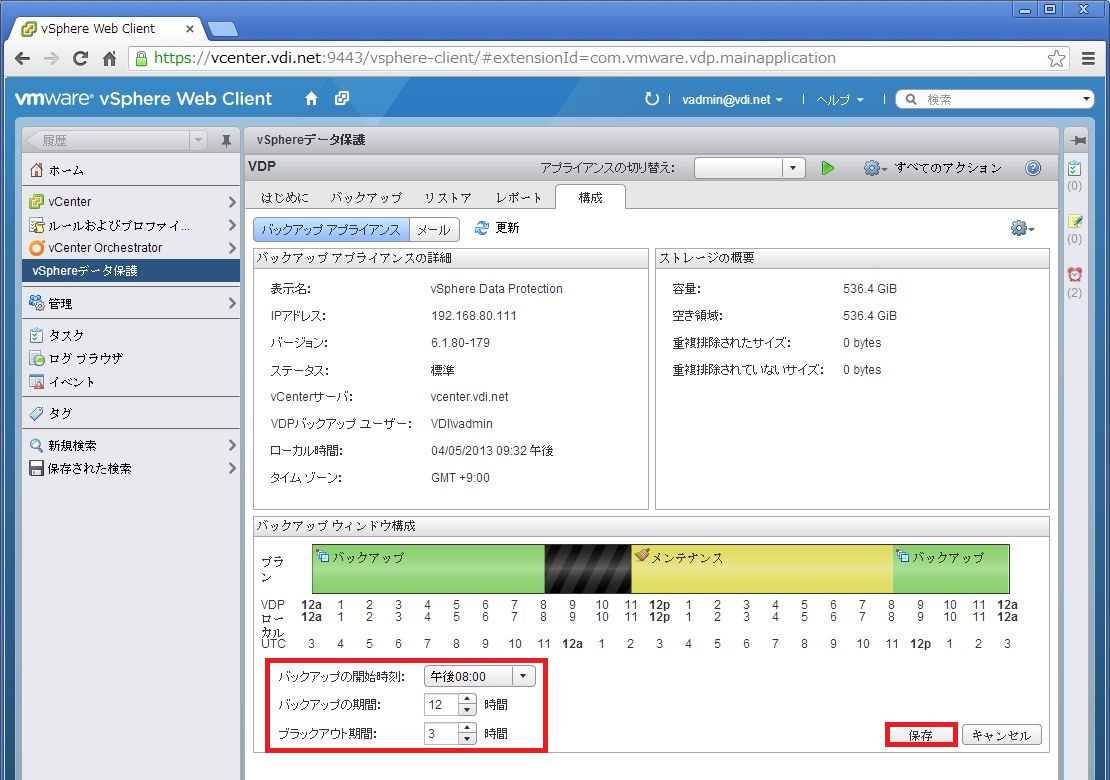 vSphere Web Client
https://vcenter.vdi.net:9443/vsphere-client/#extensionId=com.vmware.vdp.mainapplication
vmware® vSphere Web Client
vadmin@vdi.net
ヘルプ
検索
履歴
ホーム
vCenter
ルールおよびプロファイ...
vCenter Orchestrator
vSphereデータ保護
管理
タスク
ログ ブラウザ
イベント
タグ
新規検索
保存された検索
vSphereデータ保護
VDP
アプライアンスの切り替え:
すべてのアクション
はじめに バックアップ リストア レポート 構成
バックアップ アプライアンス メール 更新
バックアップ アプライアンスの詳細
表示名: vSphere Data Protection
IPアドレス: 192.168.80.111
バージョン: 6.1.80-179
ステータス: 標準
vCenterサーバ: vcenter.vdi.net
VDPバックアップ ユーザー: VDI\vadmin
ローカル時間: 04/05/2013 09:32 午後
タイム ゾーン: GMT +9:00
ストレージの概要
容量: 536.4 GiB
空き領域: 536.4 GiB
重複排除されたサイズ: 0 bytes
重複排除されていないサイズ: 0 bytes
バックアップ ウィンドウ構成
プラン
バックアップ メンテナンス バックアップ
VDP 12a 1 2 3 4 5 6 7 8 9 10 11 12p 1 2 3 4 5 6 7 8 9 10 11 12a
ローカル 12a 1 2 3 4 5 6 7 8 9 10 11 12p 1 2 3 4 5 6 7 8 9 10 11 12a
UTC 3 4 5 6 7 8 9 10 11 12a 1 2 3 4 5 6 7 8 9 10 11 12p 1 2 3
バックアップの開始時刻: 午後08:00
バックアップの期間: 12 時間
ブラックアウト期間: 3 時間
保存 キャンセル
(0)
(0)
(2)